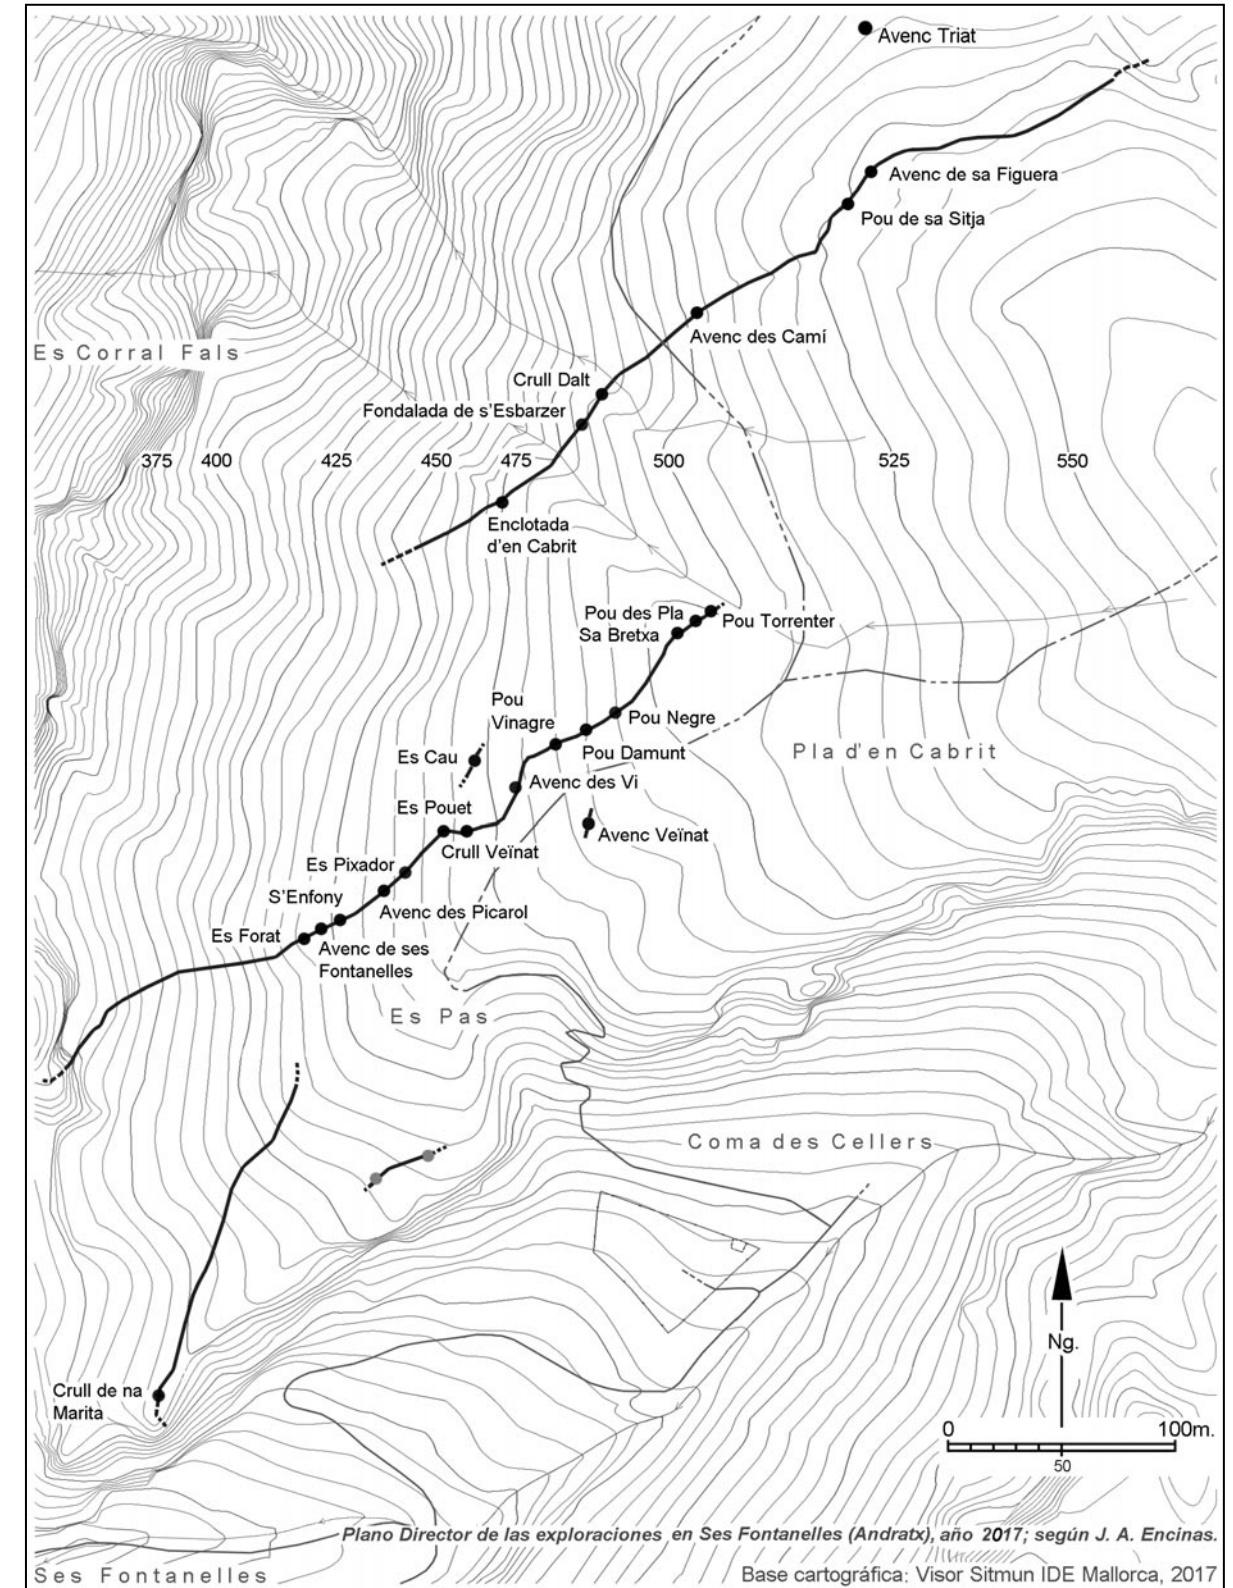 Avenc Triat
Avenc de sa Figuera
Pou de sa Sitja
Avenc des Camí
Es Corral Fals
Crull Dalt
Fondalada de s'Esbarzer
375 400 425 450 475 500 525 550
Enclotada
d'en Cabrit
Pou des Pla
Pou Torrenter
Sa Bretxa
Pou
Vinagre
Pou Negre
Es Cau
Pou Damunt
Pla d'en Cabrit
Avenc des Vi
Es Pouet
Avenc Veïnat
Crull Veïnat
Es Pixador
S'Enfony
Avenc des Picarol
Es Forat
Avenc de ses
Fontanelles
Es Pas
Coma des Cellers
Ng.
Crull de na
Marita
0 100m.
50
Plano Director de las exploraciones en Ses Fontanelles (Andratx), año 2017; según J. A. Encinas.
Ses Fontanelles
Base cartográfica: Visor Sitmun IDE Mallorca, 2017